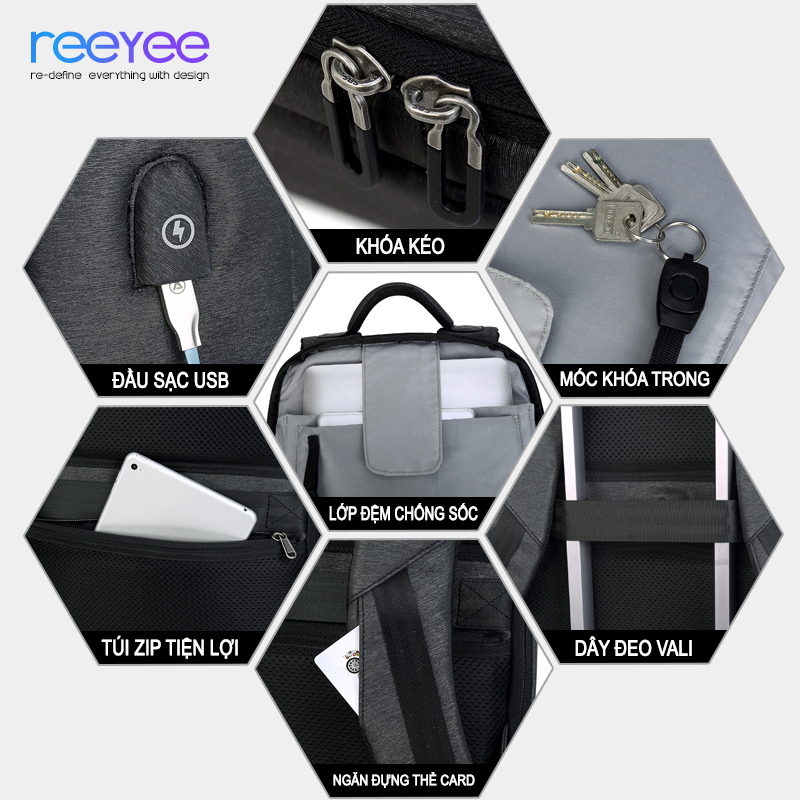 reeyee
re-define everything with design
KHÓA KÉO
ĐẦU SẠC USB
MÓC KHÓA TRONG
LỚP ĐỆM CHỐNG SỐC
TÚI ZIP TIỆN LỢI
DÂY ĐEO VALI
NGĂN ĐỰNG THẺ CARD